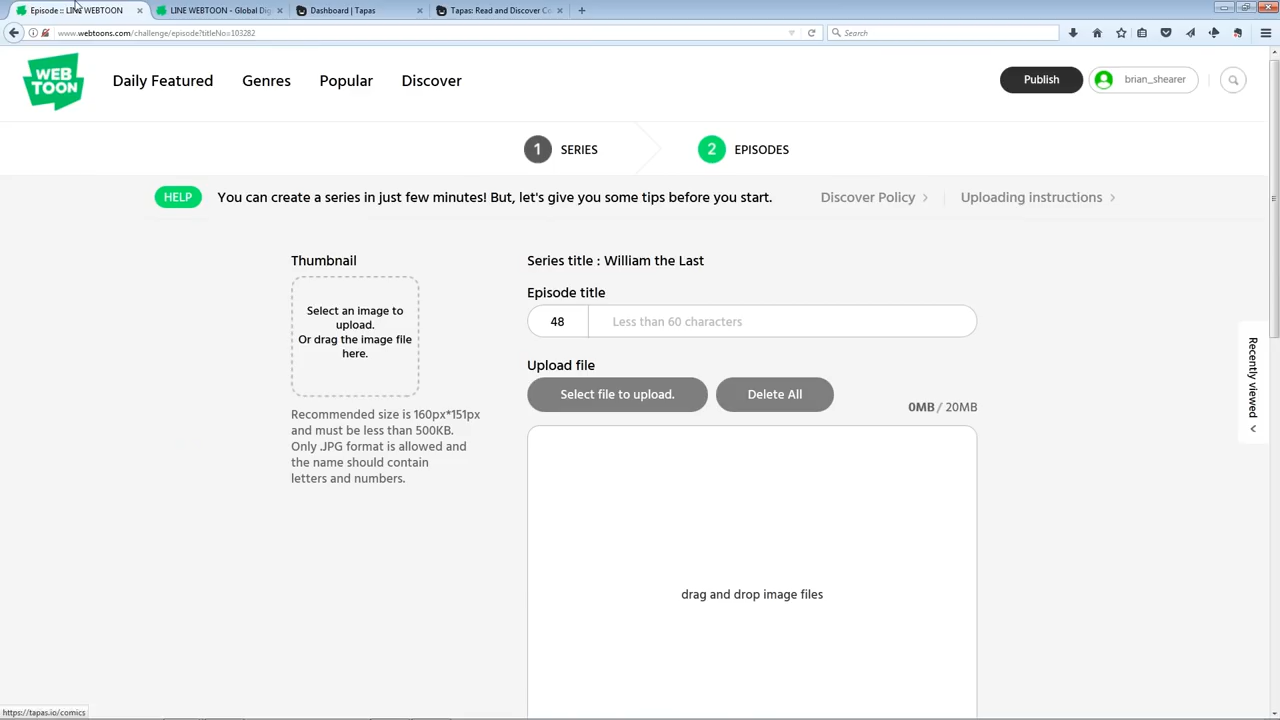 Episode :: LINE WEBTOON
LINE WEBTOON - Global Dig
Dashboard | Tapas
Tapas: Read and Discover Co
www.webtoons.com/challenge/episode?titleNo=103282
Search
WEB
TOON
Daily Featured
Genres
Popular
Discover
Publish
brian_shearer
1 SERIES
2 EPISODES
HELP
You can create a series in just few minutes! But, let's give you some tips before you start.
Discover Policy
Uploading instructions
Thumbnail
Select an image to
upload.
Or drag the image file
here.
Recommended size is 160px*151px
and must be less than 500KB.
Only .JPG format is allowed and
the name should contain
letters and numbers.
Series title : William the Last
Episode title
48
Less than 60 characters
Upload file
Select file to upload.
Delete All
0MB / 20MB
drag and drop image files
Recently viewed
https://tapas.io/comics